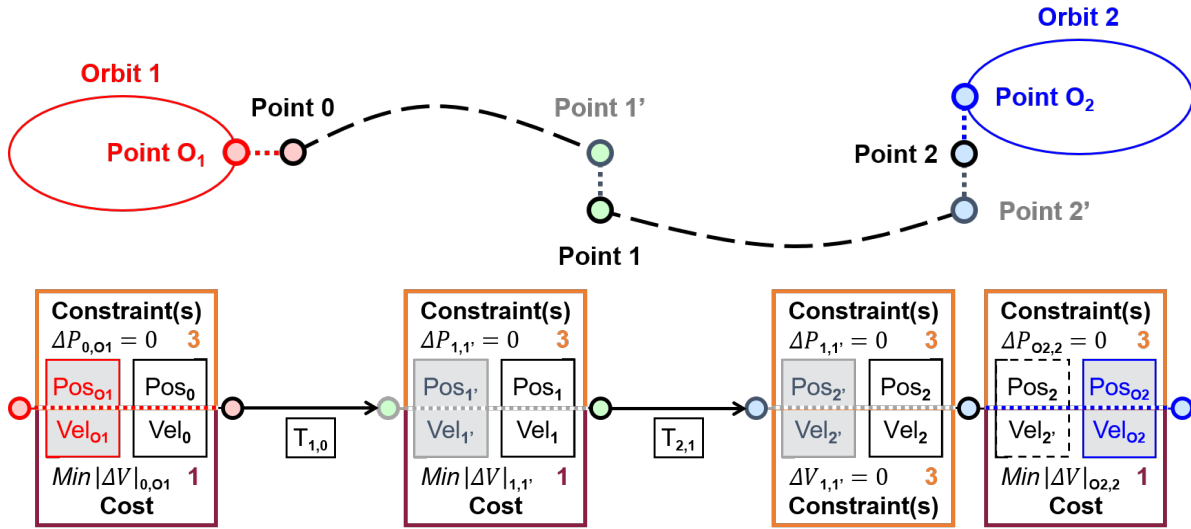 Orbit 1
Orbit 2
Point 0
Point 1’
Point O₁
Point O₂
Point 2
Point 2’
Point 1
Constraint(s)
ΔP₀,O1 = 0 3
PosO1 Pos₀
VelO1 Vel₀
Min|ΔV|₀,O1 1
Cost
T1,0
Constraint(s)
ΔP1,1’ = 0 3
Pos1’ Pos1
Vel1’ Vel1
Min|ΔV|1,1’ 1
Cost
T2,1
Constraint(s)
ΔP1,1’ = 0 3
Pos2’ Pos2
Vel2’ Vel2
ΔV1,1’ = 0 3
Constraint(s)
Constraint(s)
ΔPO2,2 = 0 3
Pos2 PosO2
Vel2’ VelO2
Min|ΔV|O2,2 1
Cost